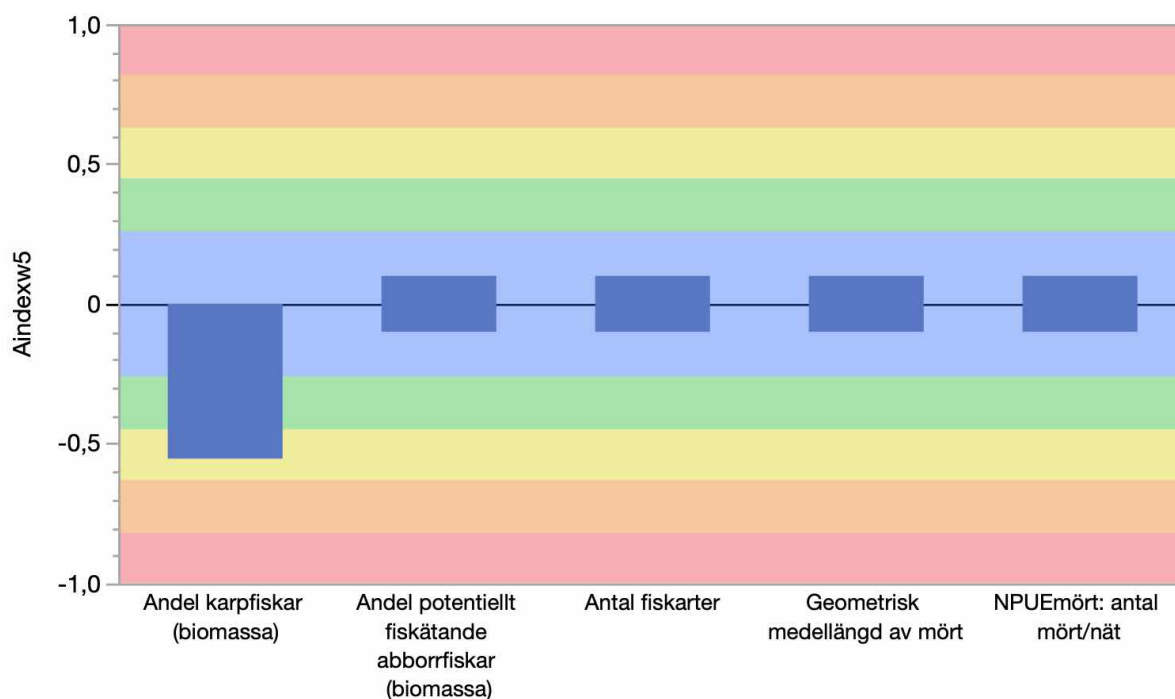 1,0
0,5
0
-0,5
-1,0
Aindexw5
Andel karpfiskar
(biomassa)
Andel potentiellt
fiskätande
abborrfiskar
(biomassa)
Antal fiskarter
Geometrisk
medellängd av mört
NPUEmört: antal
mört/nät